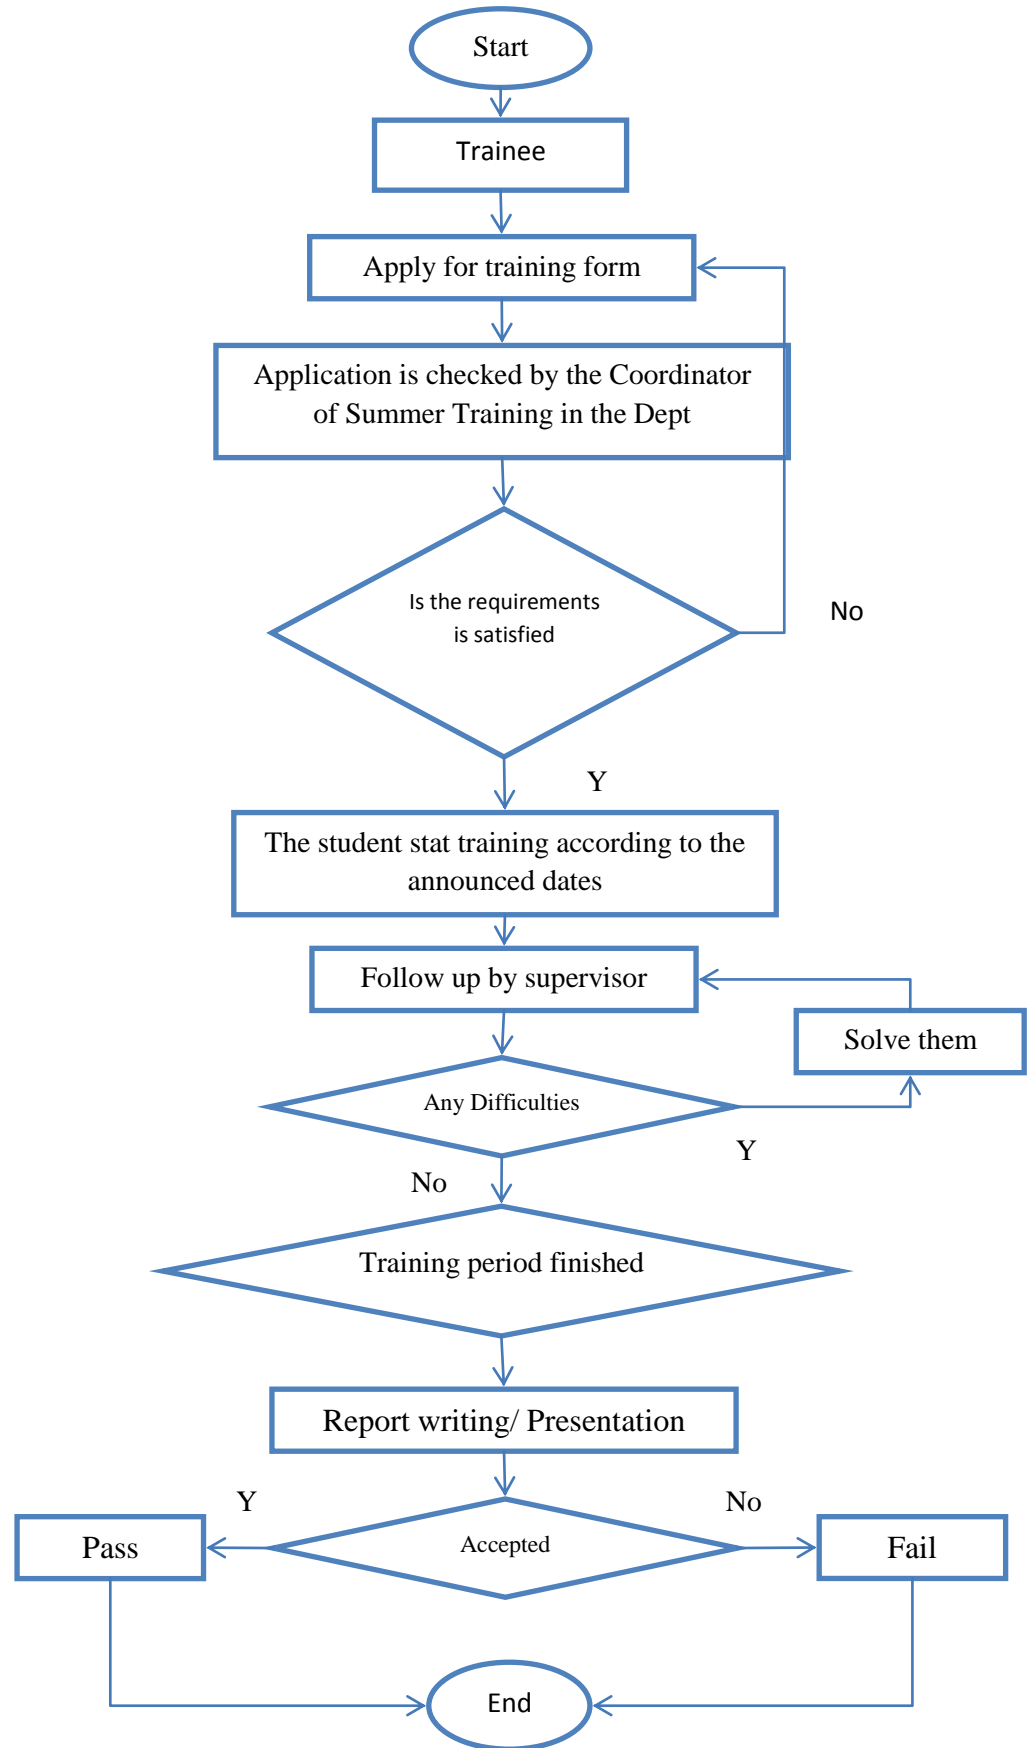 Start
Trainee
Apply for training form
Application is checked by the Coordinator
of Summer Training in the Dept
Is the requirements
is satisfied
No
Y
The student stat training according to the
announced dates
Follow up by supervisor
Solve them
Any Difficulties
Y
No
Training period finished
Report writing/ Presentation
Y
No
Pass
Accepted
Fail
End